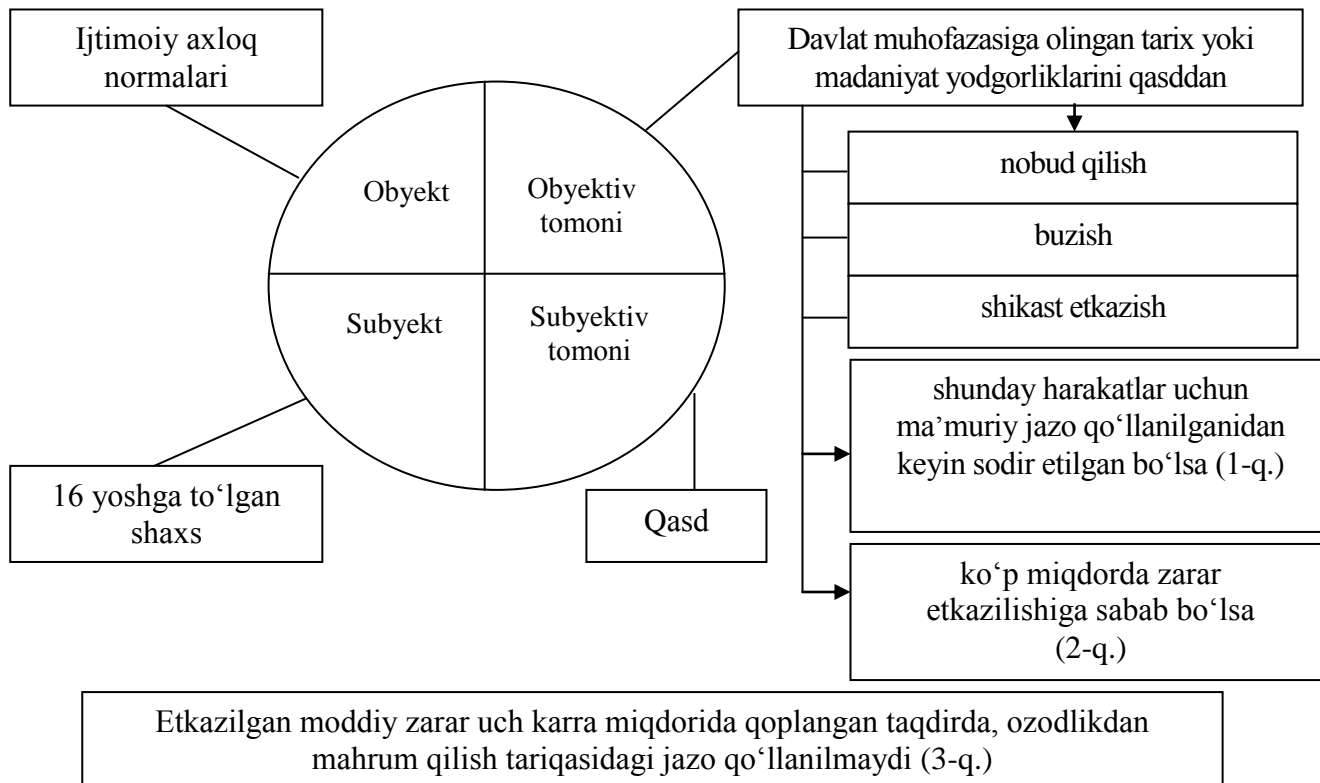 Ijtimoiy axloq
normalari
Davlat muhofazasiga olingan tarix yoki
madaniyat yodgorliklarini qasddan
Obyekt
Obyektiv
tomoni
Subyekt
Subyektiv
tomoni
nobud qilish
buzish
shikast etkazish
shunday harakatlar uchun
ma’muriy jazo qo‘llanilganidan
keyin sodir etilgan bo‘lsa (1-q.)
16 yoshga to‘lgan
shaxs
Qasd
ko‘p miqdorda zarar
etkazilishiga sabab bo‘lsa
(2-q.)
Etkazilgan moddiy zarar uch karra miqdorida qoplangan taqdirda, ozodlikdan
mahrum qilish tariqasidagi jazo qo‘llanilmaydi (3-q.)